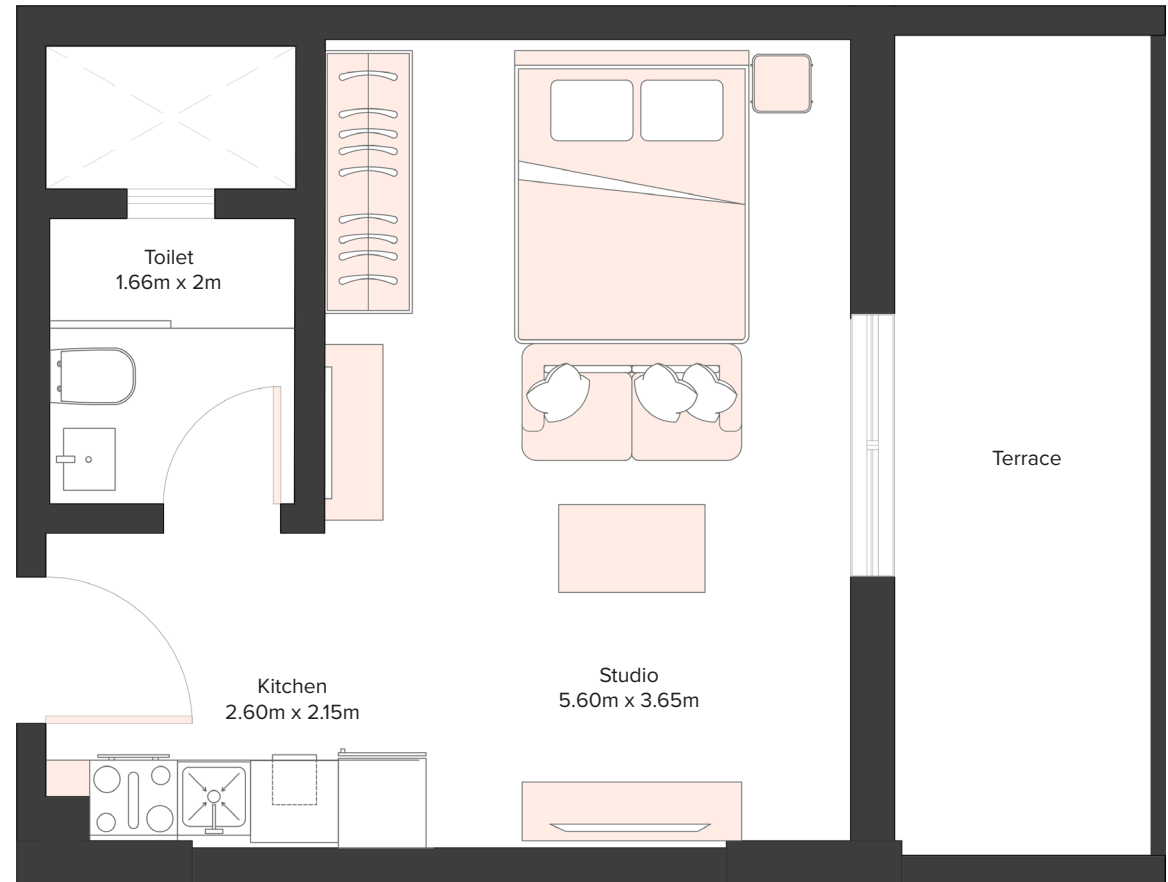 Toilet
1.66m x 2m
Terrace
Kitchen
2.60m x 2.15m
Studio
5.60m x 3.65m